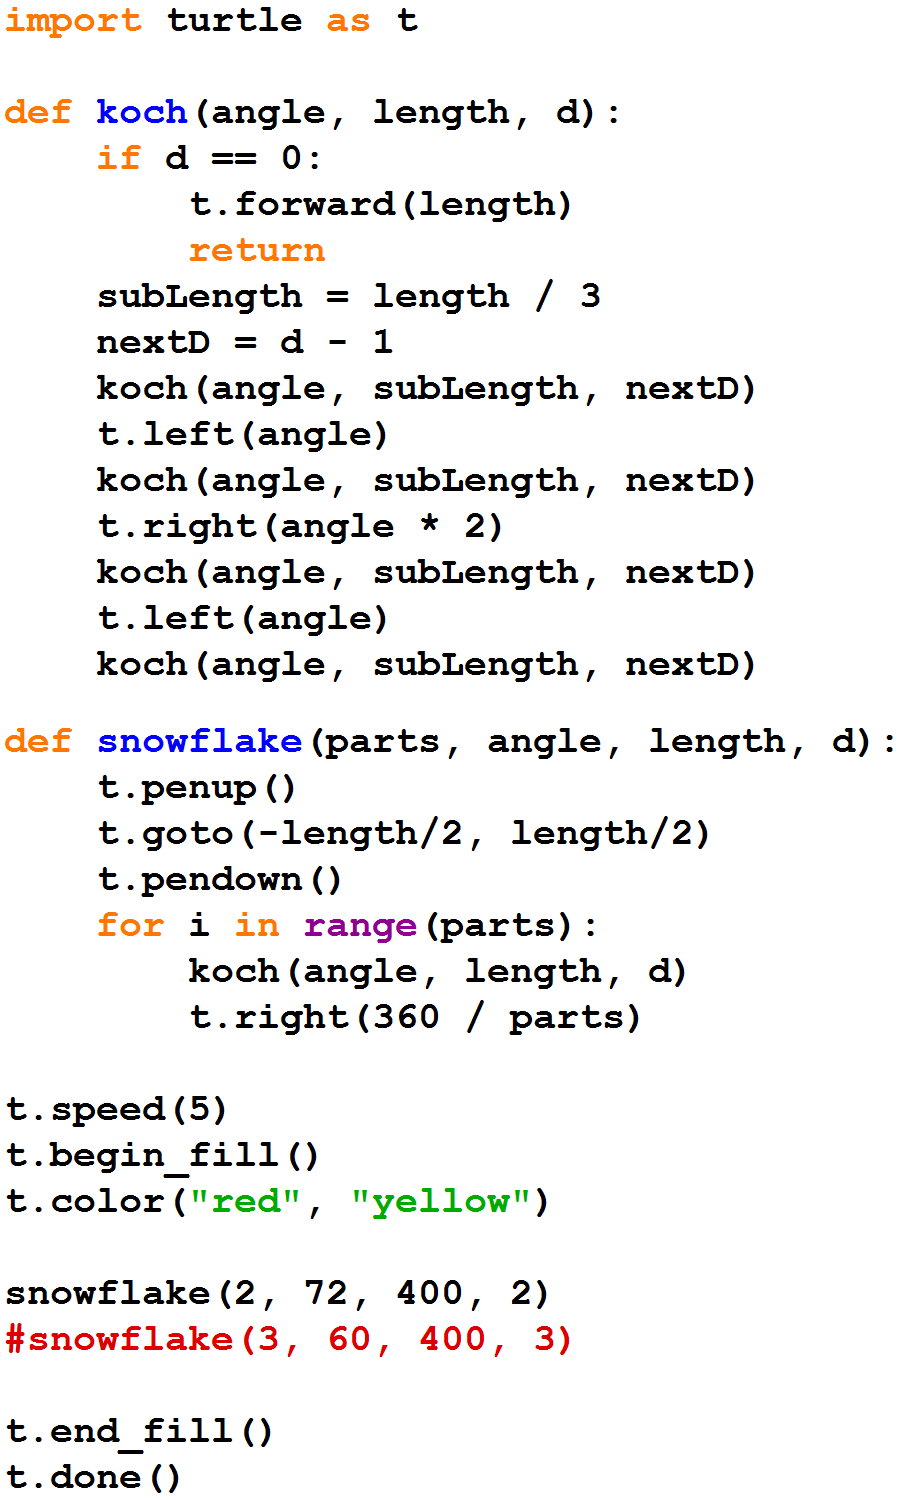 import turtle as t

def koch(angle, length, d):
    if d == 0:
        t.forward(length)
        return
    subLength = length / 3
    nextD = d - 1
    koch(angle, subLength, nextD)
    t.left(angle)
    koch(angle, subLength, nextD)
    t.right(angle * 2)
    koch(angle, subLength, nextD)
    t.left(angle)
    koch(angle, subLength, nextD)

def snowflake(parts, angle, length, d):
    t.penup()
    t.goto(-length/2, length/2)
    t.pendown()
    for i in range(parts):
        koch(angle, length, d)
        t.right(360 / parts)

t.speed(5)
t.begin_fill()
t.color("red", "yellow")

snowflake(2, 72, 400, 2)
#snowflake(3, 60, 400, 3)

t.end_fill()
t.done()